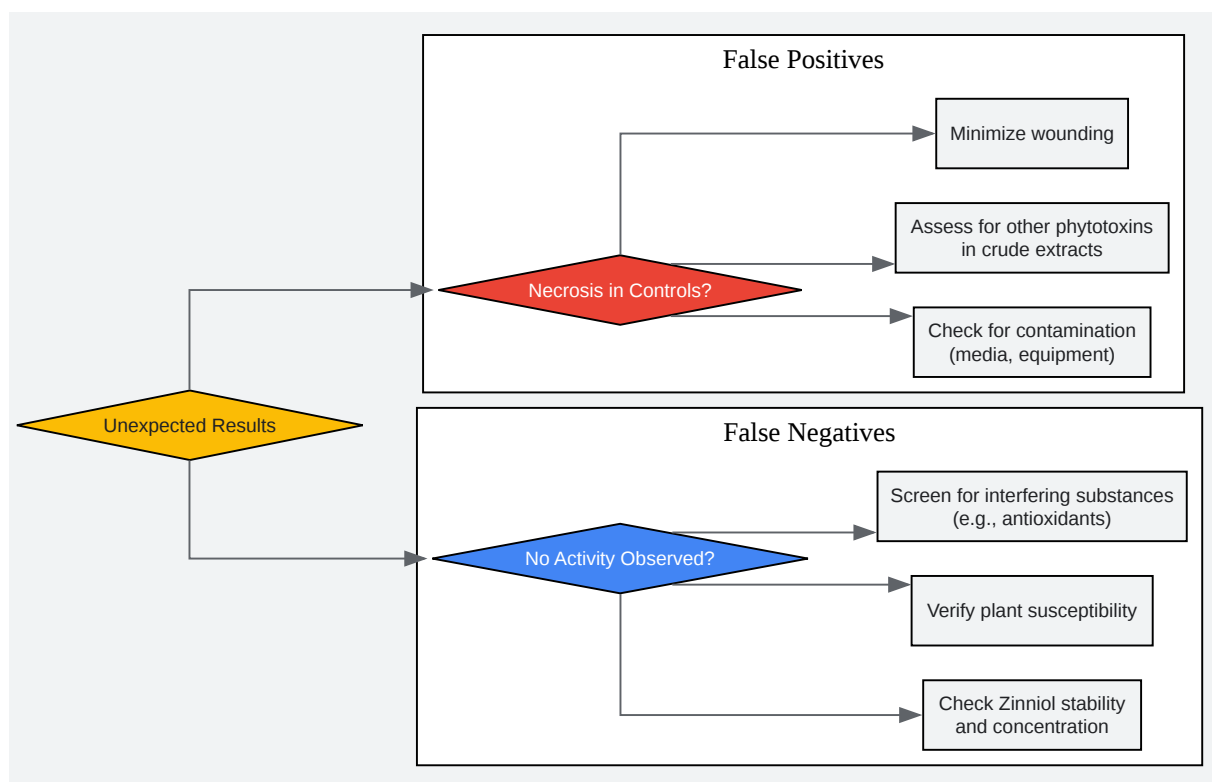 False Positives
Minimize wounding
Assess for other phytotoxins
in crude extracts
Necrosis in Controls?
Check for contamination
(media, equipment)
Unexpected Results
False Negatives
Screen for interfering substances
(e.g., antioxidants)
No Activity Observed?
Verify plant susceptibility
Check Zinniol stability
and concentration